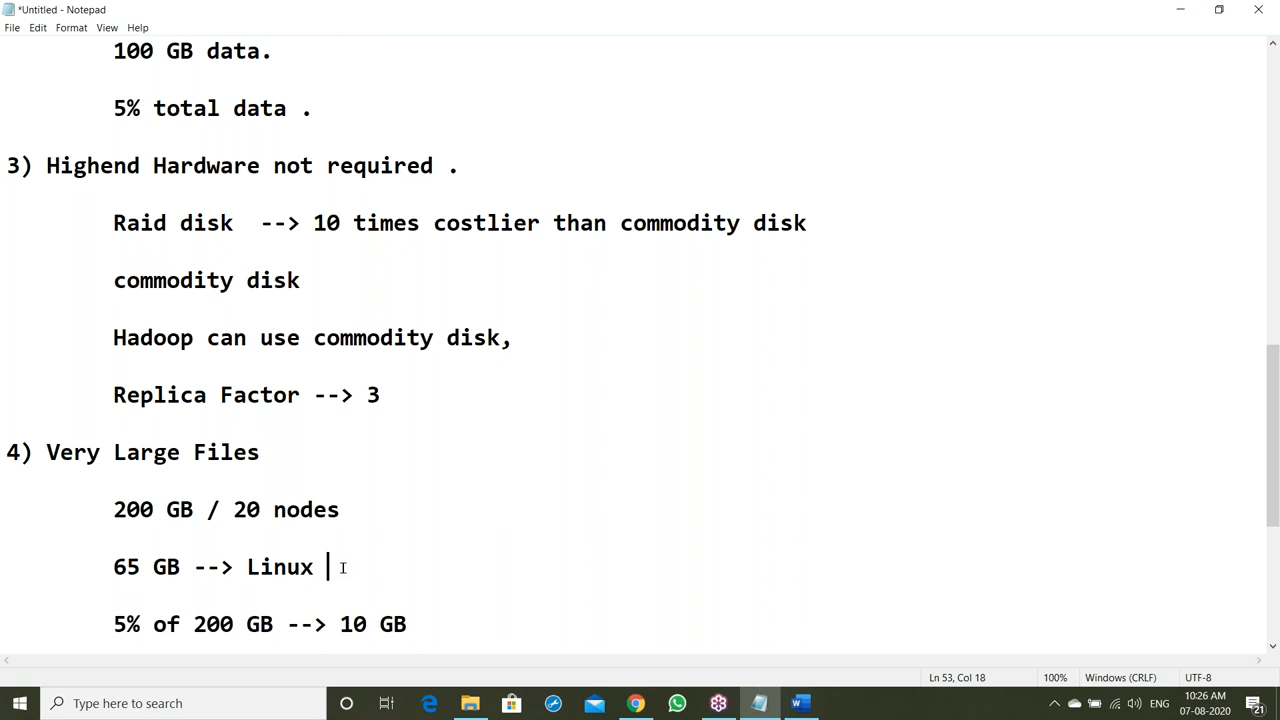 *Untitled - Notepad
File Edit Format View Help
100 GB data.
5% total data .
3) Highend Hardware not required .
Raid disk --> 10 times costlier than commodity disk
commodity disk
Hadoop can use commodity disk,
Replica Factor --> 3
4) Very Large Files
200 GB / 20 nodes
65 GB --> Linux
5% of 200 GB --> 10 GB
Ln 53, Col 18 100% Windows (CRLF) UTF-8
Type here to search
ENG
10:26 AM
07-08-2020
21